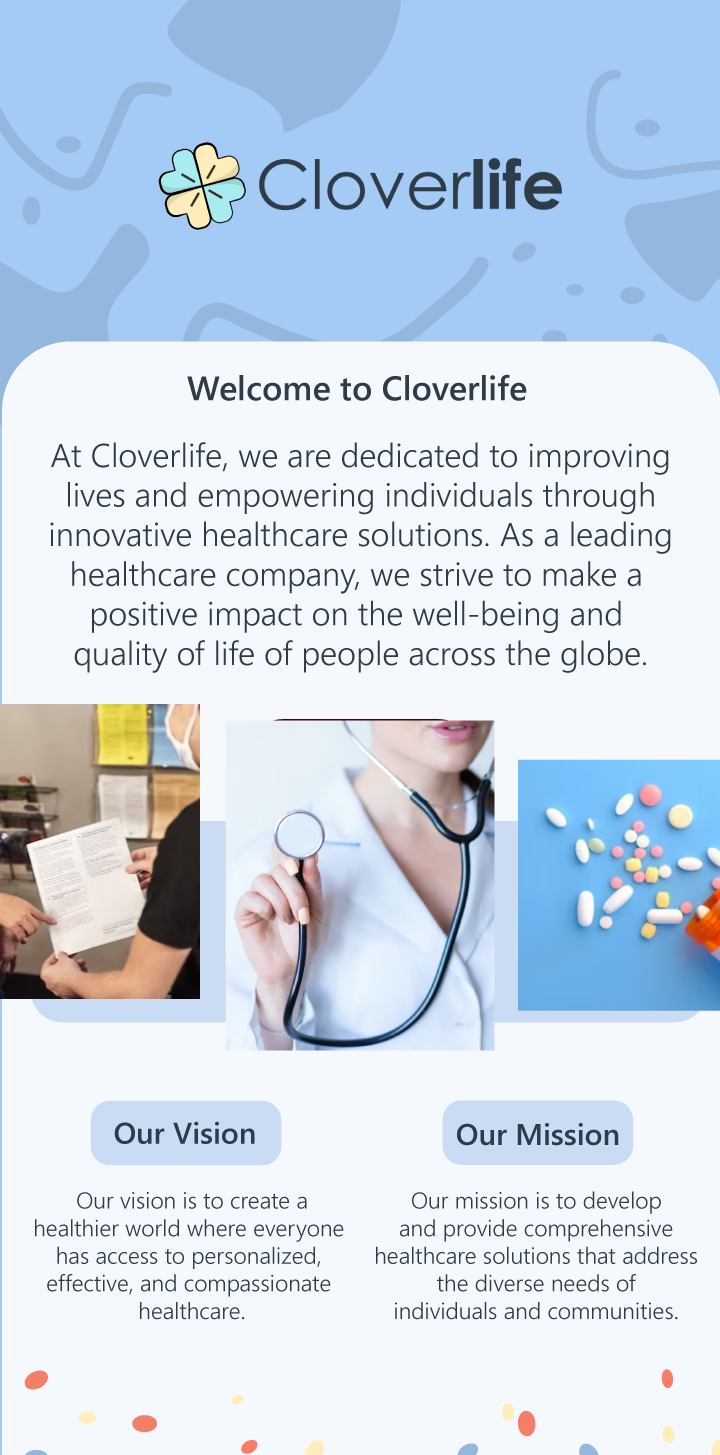 Cloverlife
Welcome to Cloverlife
At Cloverlife, we are dedicated to improving
lives and empowering individuals through
innovative healthcare solutions. As a leading
healthcare company, we strive to make a
positive impact on the well-being and
quality of life of people across the globe.
Our Vision
Our vision is to create a
healthier world where everyone
has access to personalized,
effective, and compassionate
healthcare.
Our Mission
Our mission is to develop
and provide comprehensive
healthcare solutions that address
the diverse needs of
individuals and communities.